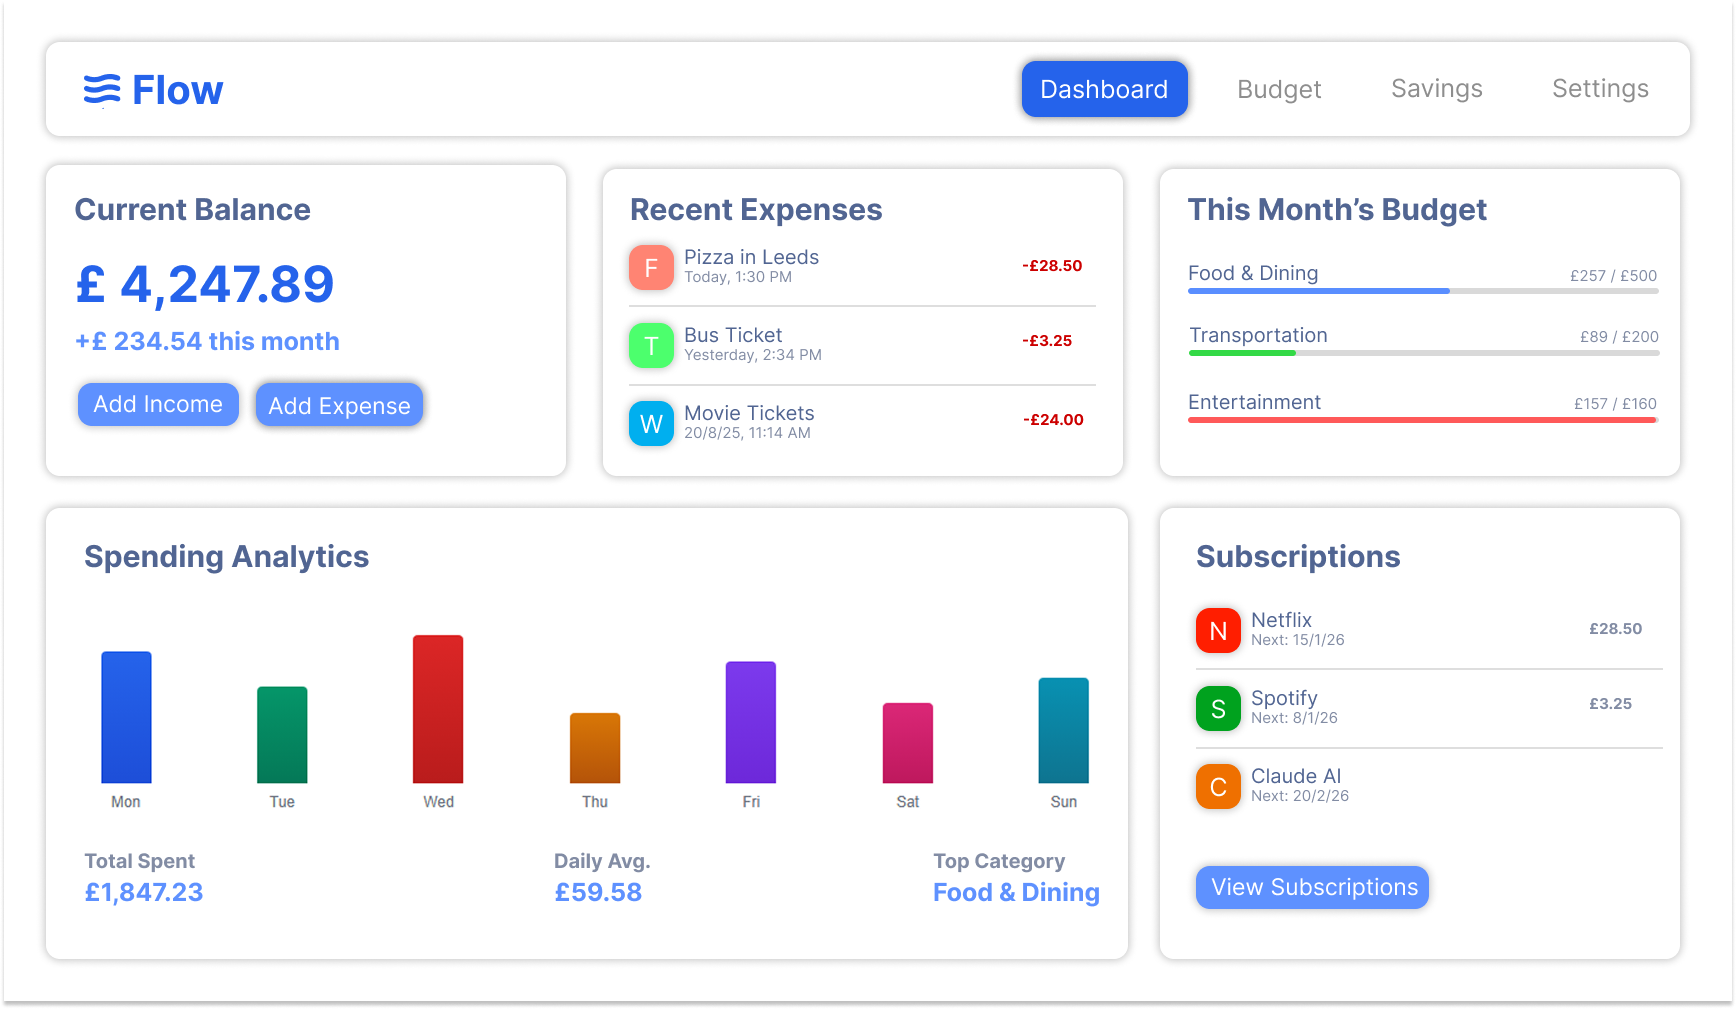 Flow
Dashboard
Budget
Savings
Settings
Current Balance
£ 4,247.89
+£ 234.54 this month
Add Income
Add Expense
Recent Expenses
F
Pizza in Leeds
Today, 1:30 PM
-£28.50
T
Bus Ticket
Yesterday, 2:34 PM
-£3.25
W
Movie Tickets
20/8/25, 11:14 AM
-£24.00
This Month’s Budget
Food & Dining
£257 / £500
Transportation
£89 / £200
Entertainment
£157 / £160
Spending Analytics
Mon
Tue
Wed
Thu
Fri
Sat
Sun
Total Spent
£1,847.23
Daily Avg.
£59.58
Top Category
Food & Dining
Subscriptions
N
Netflix
Next: 15/1/26
£28.50
S
Spotify
Next: 8/1/26
£3.25
C
Claude AI
Next: 20/2/26
View Subscriptions